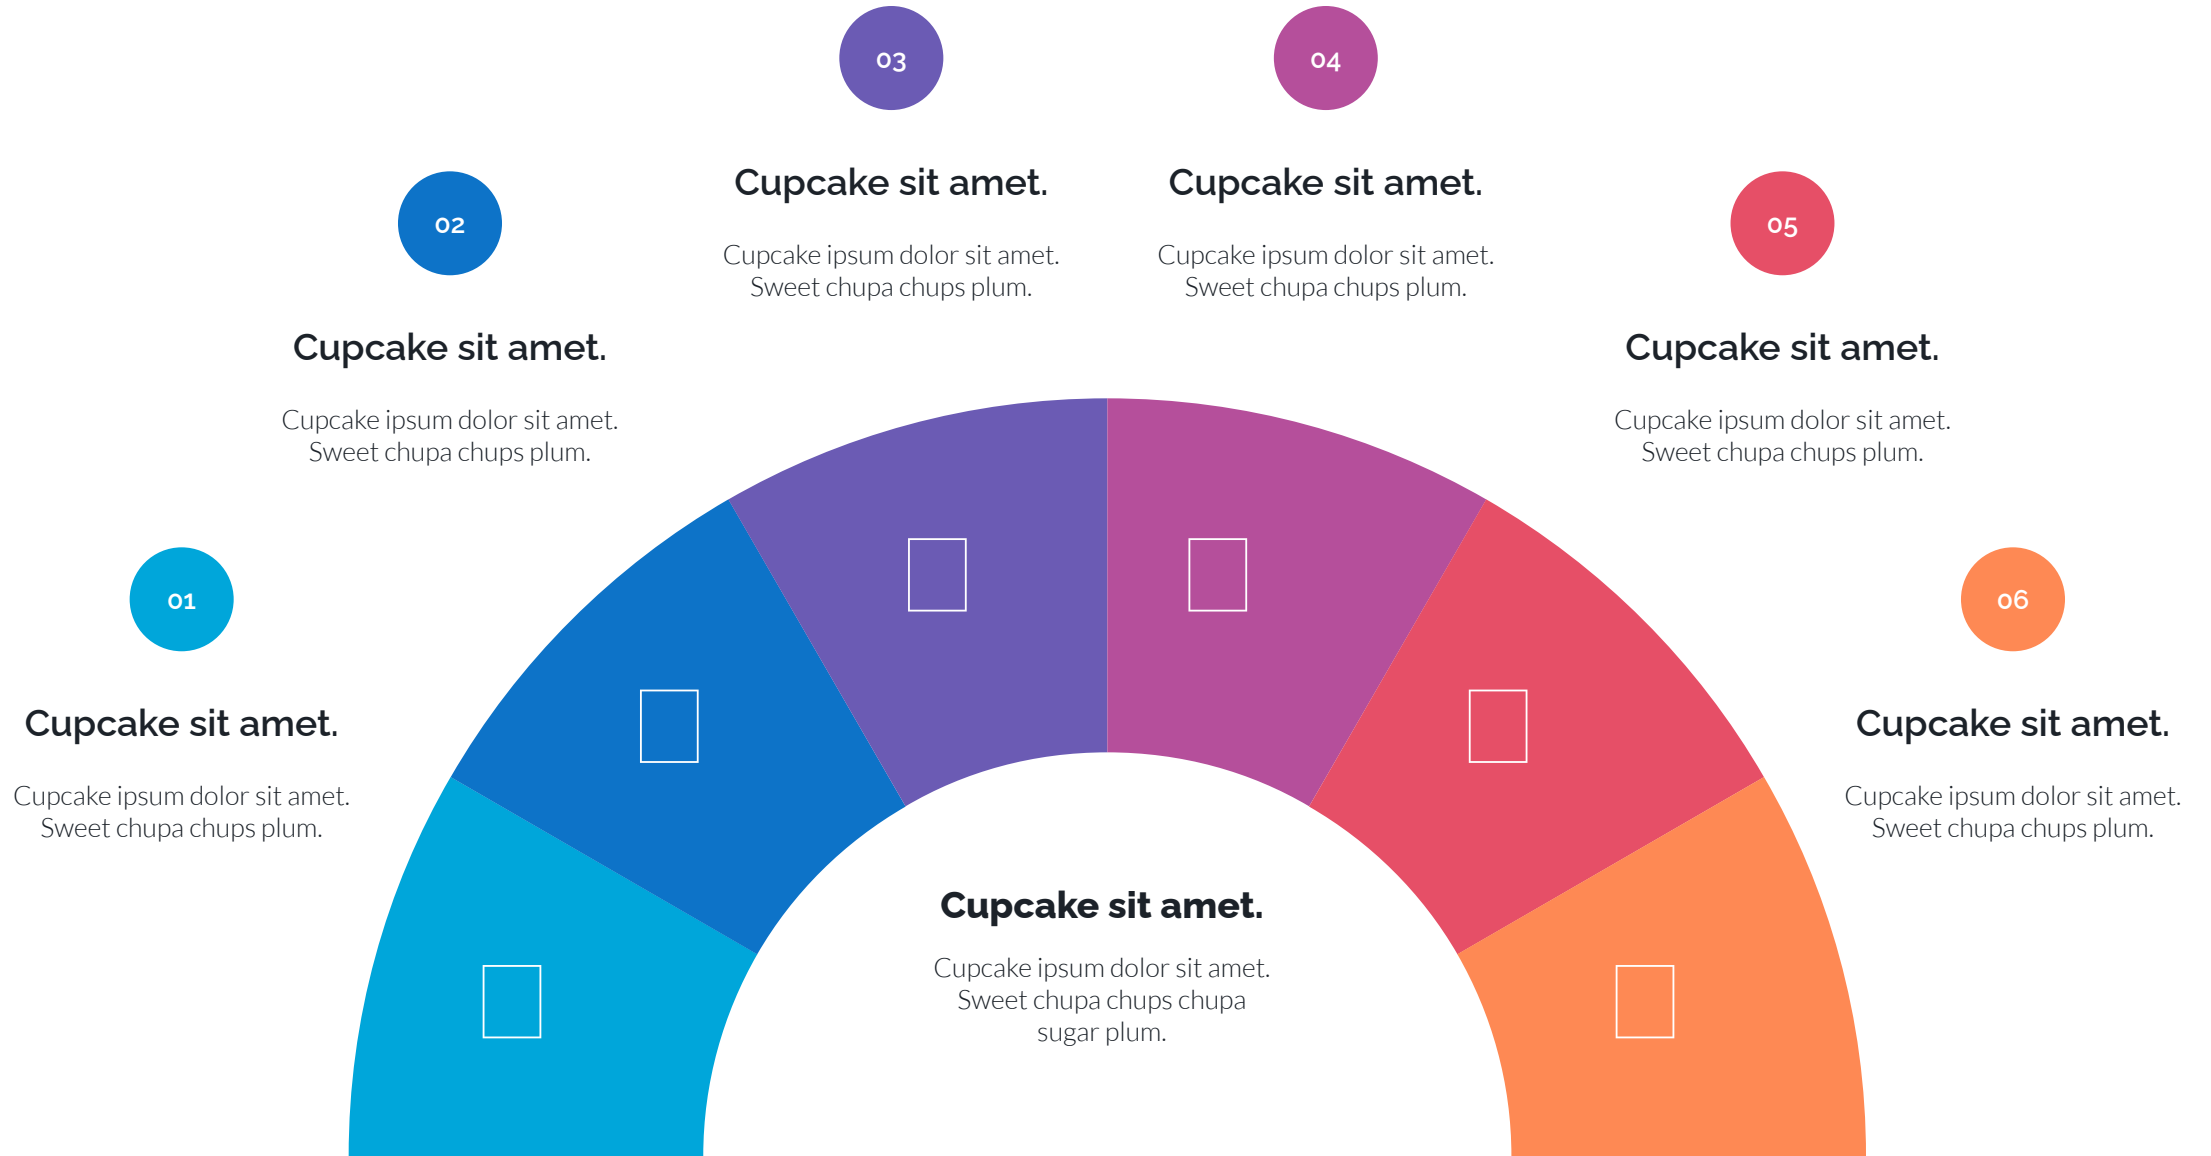 01
Cupcake sit amet.
Cupcake ipsum dolor sit amet.
Sweet chupa chups plum.
02
Cupcake sit amet.
Cupcake ipsum dolor sit amet.
Sweet chupa chups plum.
03
Cupcake sit amet.
Cupcake ipsum dolor sit amet.
Sweet chupa chups plum.
04
Cupcake sit amet.
Cupcake ipsum dolor sit amet.
Sweet chupa chups plum.
05
Cupcake sit amet.
Cupcake ipsum dolor sit amet.
Sweet chupa chups plum.
06
Cupcake sit amet.
Cupcake ipsum dolor sit amet.
Sweet chupa chups plum.
Cupcake sit amet.
Cupcake ipsum dolor sit amet.
Sweet chupa chups chupa
sugar plum.